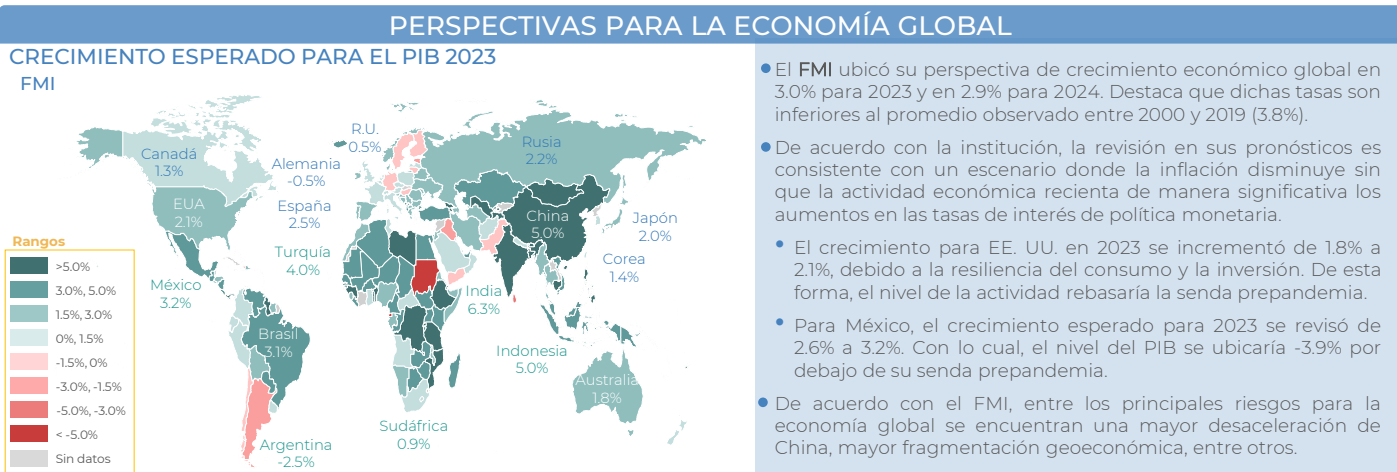 PERSPECTIVAS PARA LA ECONOMÍA GLOBAL
CRECIMIENTO ESPERADO PARA EL PIB 2023
FMI
Canadá
1.3%
EUA
2.1%
México
3.2%
Brasil
3.1%
Argentina
-2.5%
R.U.
0.5%
Alemania
-0.5%
España
2.5%
Turquía
4.0%
Rusia
2.2%
China
5.0%
Japón
2.0%
Corea
1.4%
India
6.3%
Indonesia
5.0%
Australia
1.8%
Sudáfrica
0.9%
Rangos
>5.0%
3.0%, 5.0%
1.5%, 3.0%
0%, 1.5%
-1.5%, 0%
-3.0%, -1.5%
-5.0%, -3.0%
< -5.0%
Sin datos
• El FMI ubicó su perspectiva de crecimiento económico global en
3.0% para 2023 y en 2.9% para 2024. Destaca que dichas tasas son
inferiores al promedio observado entre 2000 y 2019 (3.8%).
• De acuerdo con la institución, la revisión en sus pronósticos es
consistente con un escenario donde la inflación disminuye sin
que la actividad económica recienta de manera significativa los
aumentos en las tasas de interés de política monetaria.
• El crecimiento para EE. UU. en 2023 se incrementó de 1.8% a
2.1%, debido a la resiliencia del consumo y la inversión. De esta
forma, el nivel de la actividad rebasaría la senda prepandemia.
• Para México, el crecimiento esperado para 2023 se revisó de
2.6% a 3.2%. Con lo cual, el nivel del PIB se ubicaría -3.9% por
debajo de su senda prepandemia.
• De acuerdo con el FMI, entre los principales riesgos para la
economía global se encuentran una mayor desaceleración de
China, mayor fragmentación geoeconómica, entre otros.